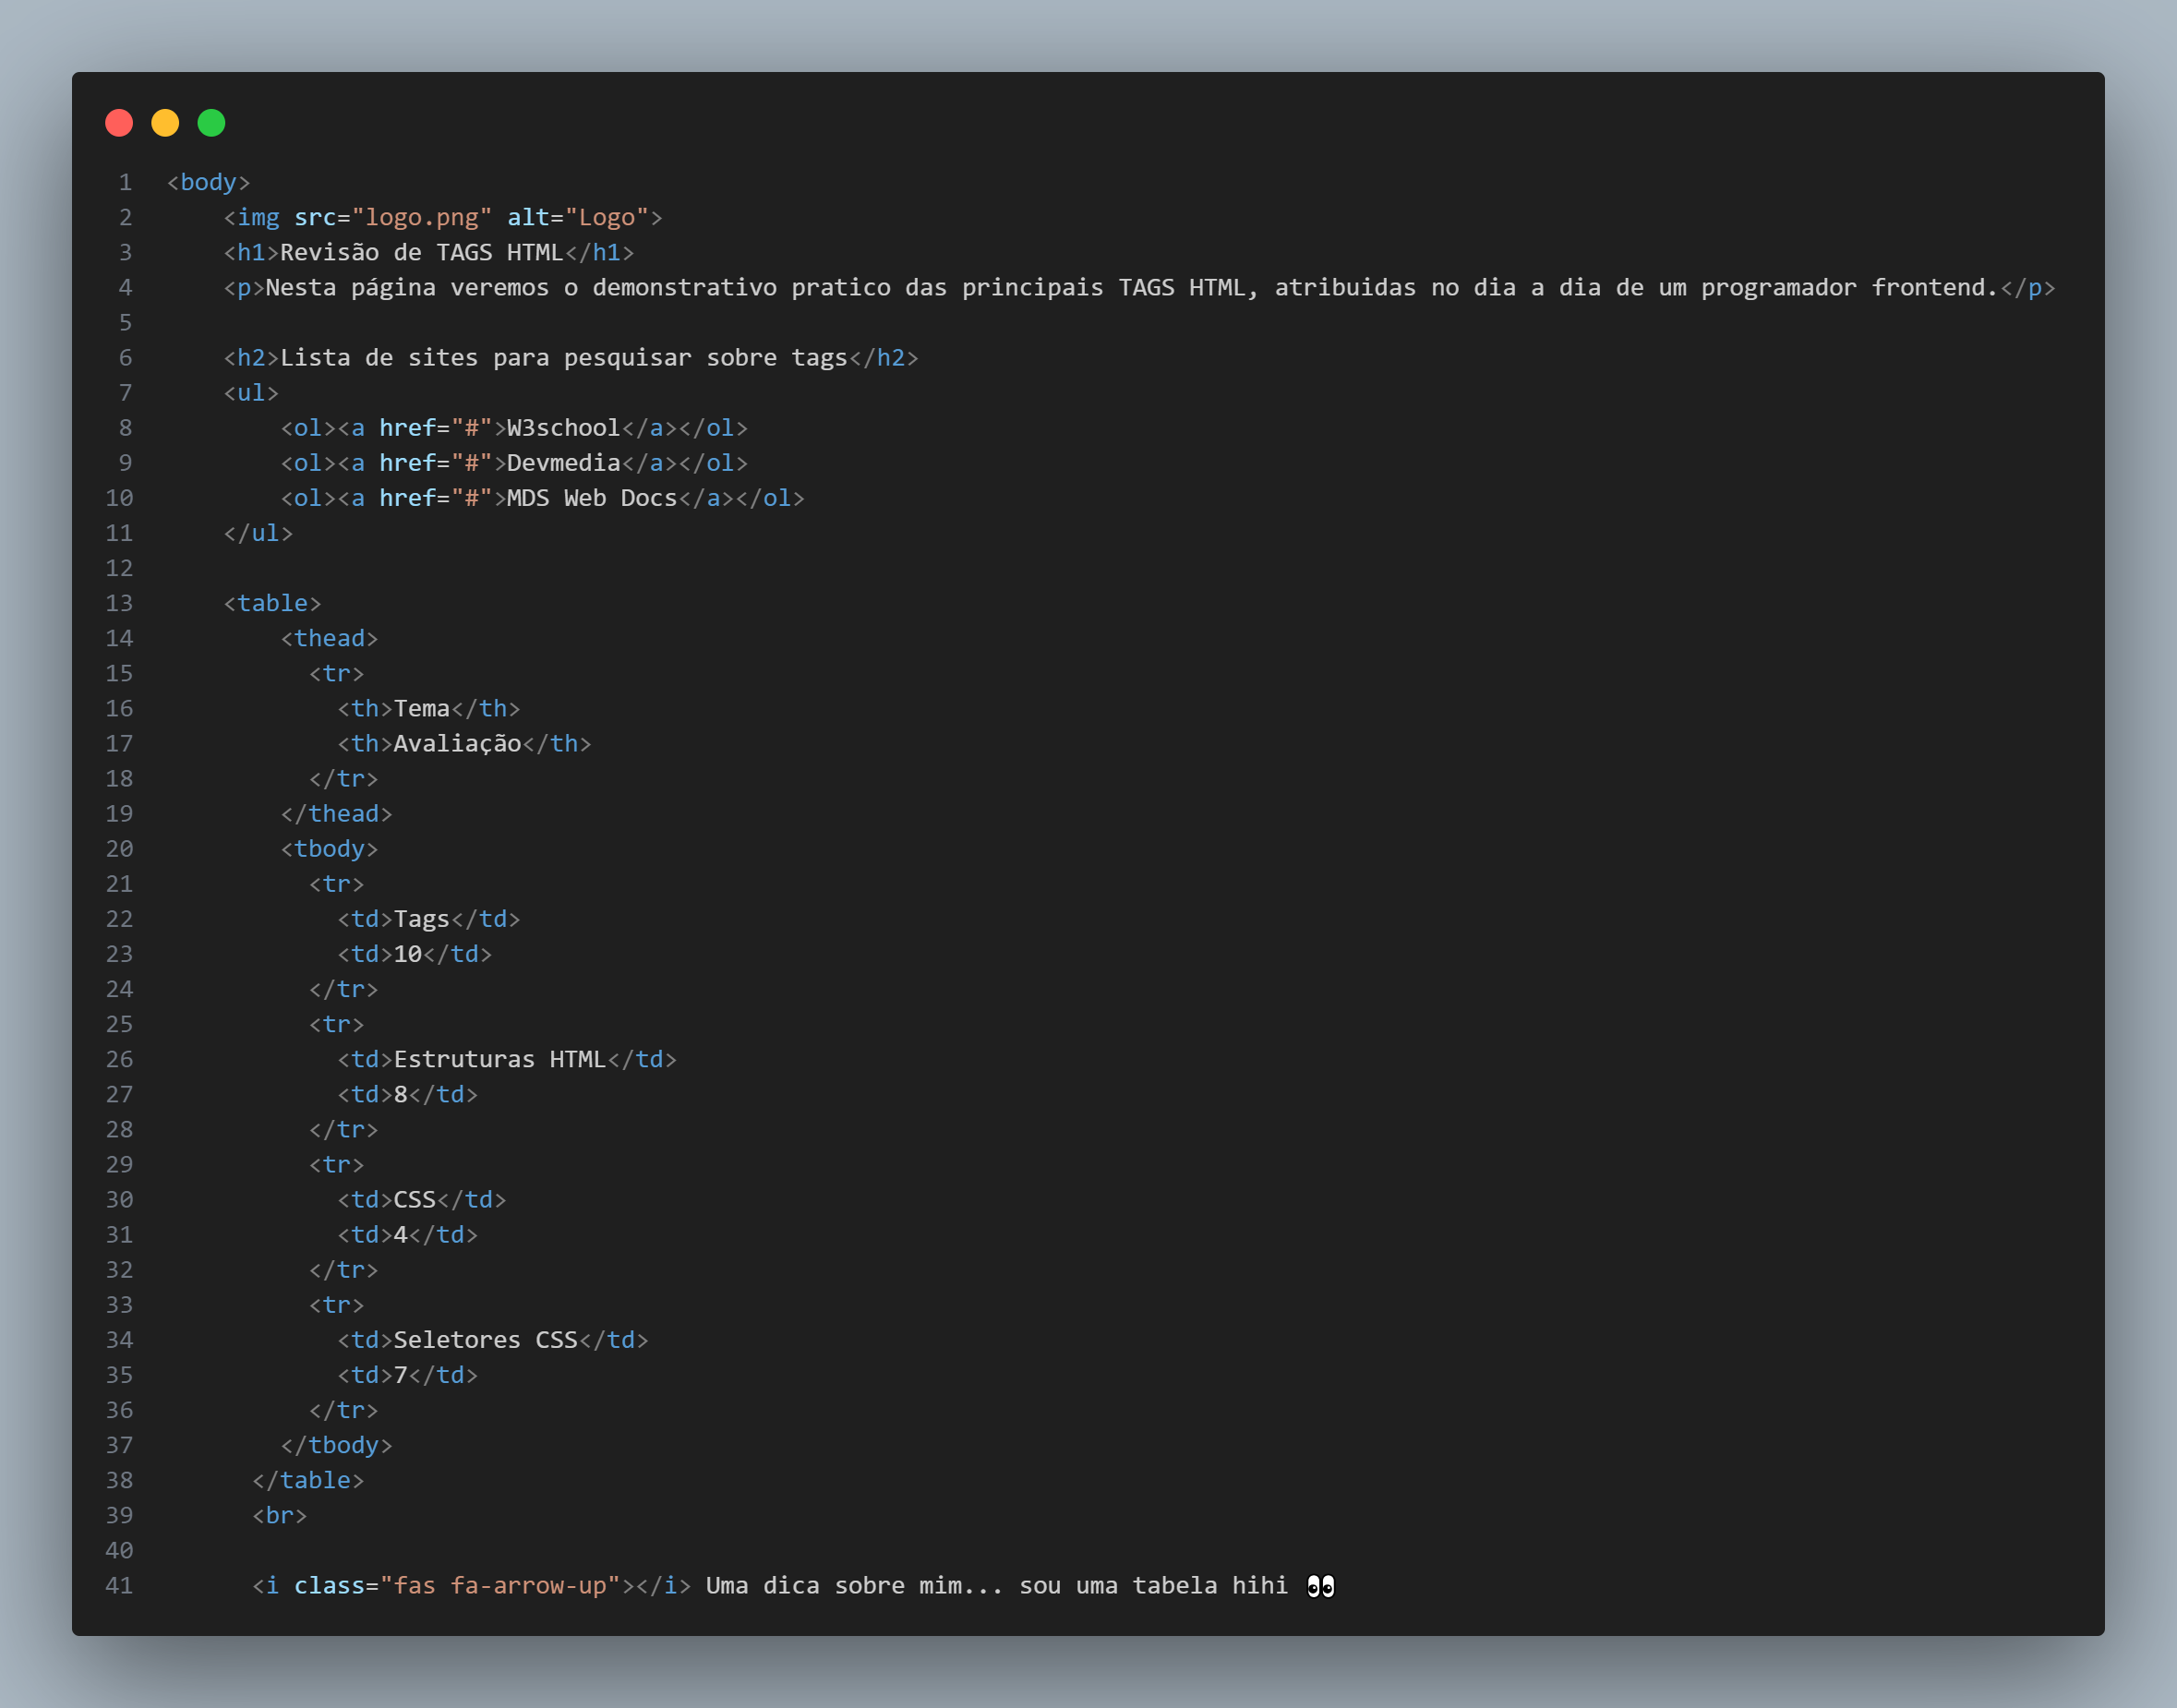 1 <body>
2     <img src="logo.png" alt="Logo">
3     <h1>Revisão de TAGS HTML</h1>
4     <p>Nesta página veremos o demonstrativo pratico das principais TAGS HTML, atribuidas no dia a dia de um programador frontend.</p>
5
6     <h2>Lista de sites para pesquisar sobre tags</h2>
7     <ul>
8         <ol><a href="#">W3school</a></ol>
9         <ol><a href="#">Devmedia</a></ol>
10         <ol><a href="#">MDS Web Docs</a></ol>
11     </ul>
12
13     <table>
14         <thead>
15           <tr>
16             <th>Tema</th>
17             <th>Avaliação</th>
18           </tr>
19         </thead>
20         <tbody>
21           <tr>
22             <td>Tags</td>
23             <td>10</td>
24           </tr>
25           <tr>
26             <td>Estruturas HTML</td>
27             <td>8</td>
28           </tr>
29           <tr>
30             <td>CSS</td>
31             <td>4</td>
32           </tr>
33           <tr>
34             <td>Seletores CSS</td>
35             <td>7</td>
36           </tr>
37         </tbody>
38       </table>
39       <br>
40
41       <i class="fas fa-arrow-up"></i> Uma dica sobre mim... sou uma tabela hihi 👀